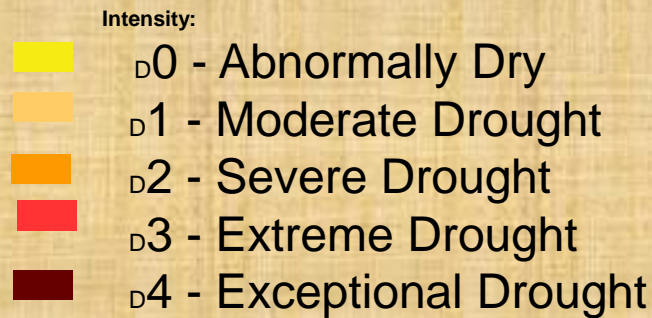 Intensity:
D0 - Abnormally Dry
D1 - Moderate Drought
D2 - Severe Drought
D3 - Extreme Drought
D4 - Exceptional Drought